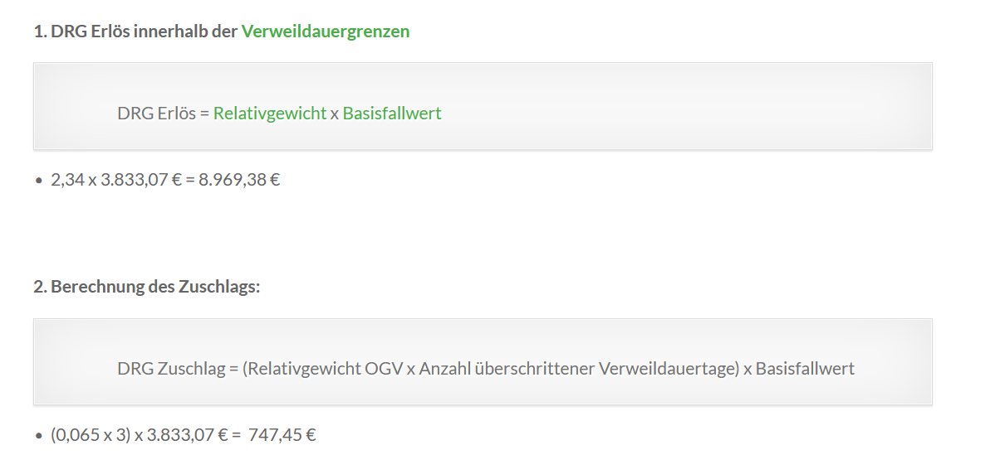 1. DRG Erlös innerhalb der Verweildauergrenzen
DRG Erlös = Relativgewicht x Basisfallwert
• 2,34 x 3.833,07 € = 8.969,38 €
2. Berechnung des Zuschlags:
DRG Zuschlag = (Relativgewicht OGV x Anzahl überschrittener Verweildauertage) x Basisfallwert
• (0,065 x 3) x 3.833,07 € = 747,45 €